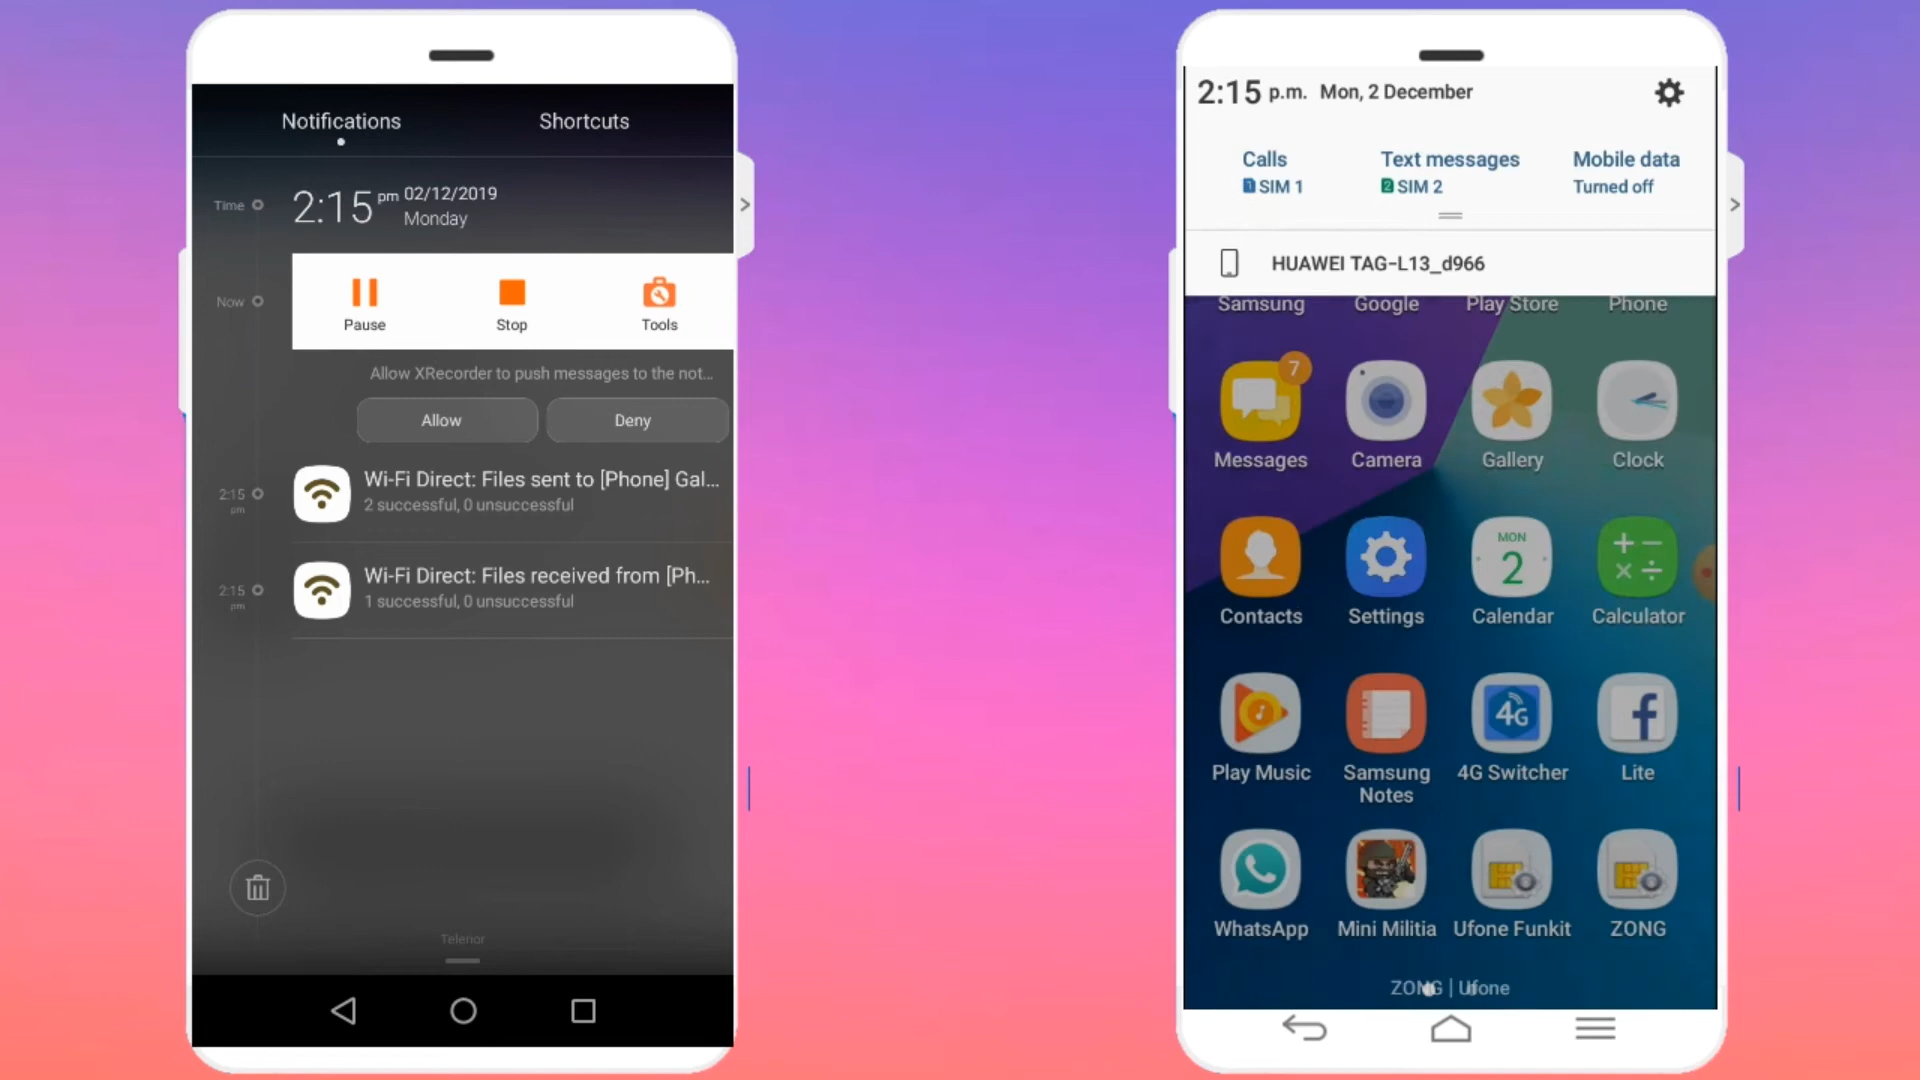 Notifications
Shortcuts
Time
2:15 pm
02/12/2019
Monday
Now
Pause
Stop
Tools
Allow XRecorder to push messages to the not...
Allow
Deny
2:15
pm
Wi-Fi Direct: Files sent to [Phone] Gal...
2 successful, 0 unsuccessful
2:15
pm
Wi-Fi Direct: Files received from [Ph...
1 successful, 0 unsuccessful
Telenor
2:15 p.m. Mon, 2 December
Calls
Text messages
Mobile data
1 SIM 1
2 SIM 2
Turned off
HUAWEI TAG-L13_d966
Samsung
Google
Play Store
Phone
7
Messages
Camera
Gallery
Clock
MON
2
Contacts
Settings
Calendar
Calculator
4G
Play Music
Samsung
Notes
4G Switcher
Lite
WhatsApp
Mini Militia
Ufone Funkit
ZONG
ZONG | Ufone